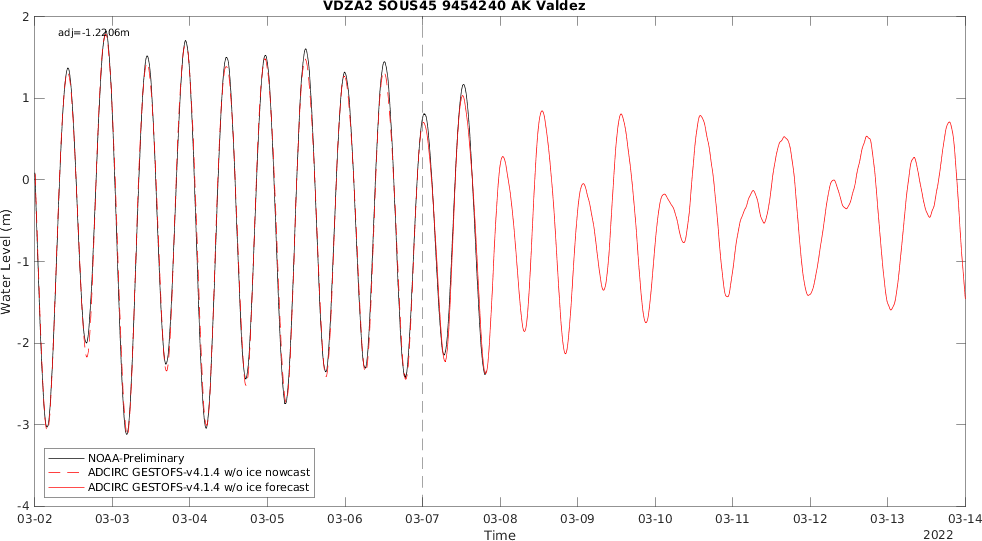 VDZA2 SOUS45 9454240 AK Valdez
adj=-1.2206m
2
1
0
-1
-2
-3
-4
Water Level (m)
NOAA-Preliminary
ADCIRC GESTOFS-v4.1.4 w/o ice nowcast
ADCIRC GESTOFS-v4.1.4 w/o ice forecast
03-02 03-03 03-04 03-05 03-06 03-07 03-08 03-09 03-10 03-11 03-12 03-13 03-14
Time
2022